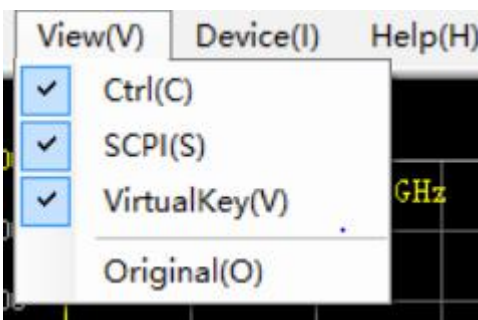 View(V) Device(I) Help(H)
Ctrl(C)
SCPI(S)
VirtualKey(V)
GHz
Original(O)